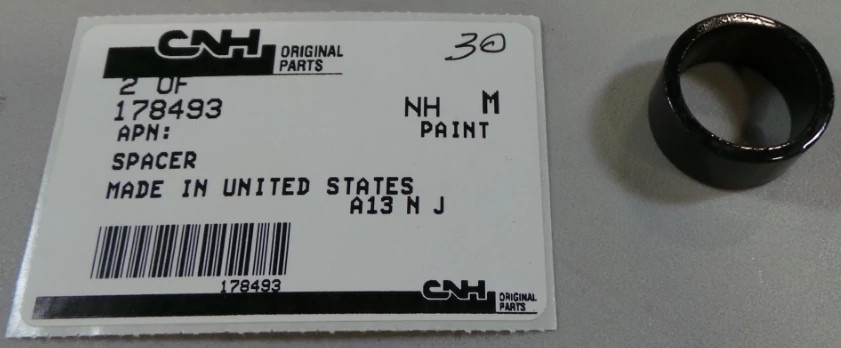 CNH ORIGINAL PARTS
30
2 OF
178493
NH M
APN:
PAINT
SPACER
MADE IN UNITED STATES
A13 N J
178493
CNH ORIGINAL PARTS